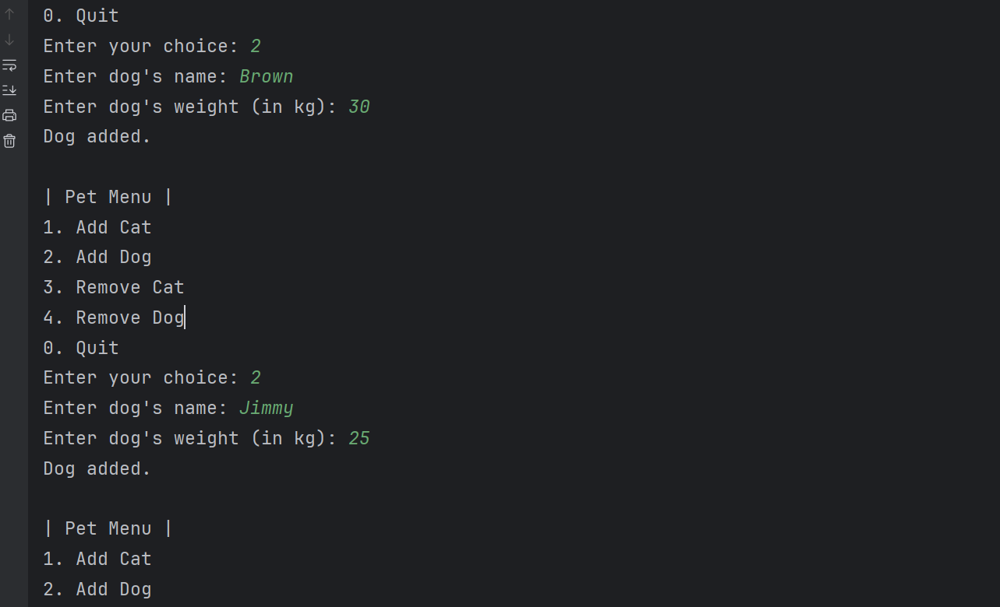 0. Quit
Enter your choice: 2
Enter dog's name: Brown
Enter dog's weight (in kg): 30
Dog added.
| Pet Menu |
1. Add Cat
2. Add Dog
3. Remove Cat
4. Remove Dog
0. Quit
Enter your choice: 2
Enter dog's name: Jimmy
Enter dog's weight (in kg): 25
Dog added.
| Pet Menu |
1. Add Cat
2. Add Dog